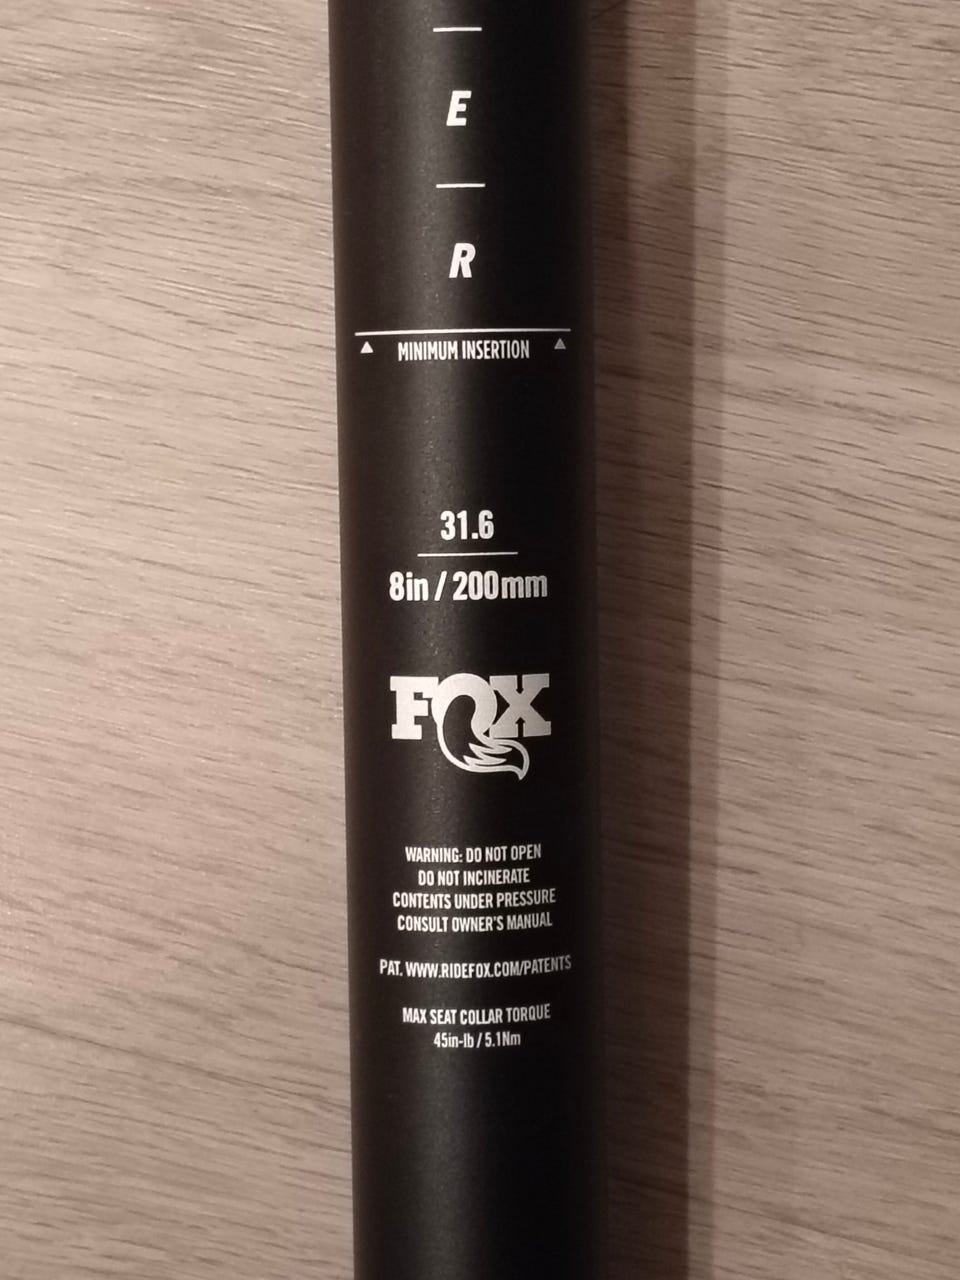 E
R
MINIMUM INSERTION
31.6
8in / 200mm
FOX
WARNING: DO NOT OPEN
DO NOT INCINERATE
CONTENTS UNDER PRESSURE
CONSULT OWNER'S MANUAL
PAT. WWW.RIDEFOX.COM/PATENTS
MAX SEAT COLLAR TORQUE
45in-lb / 5.1Nm